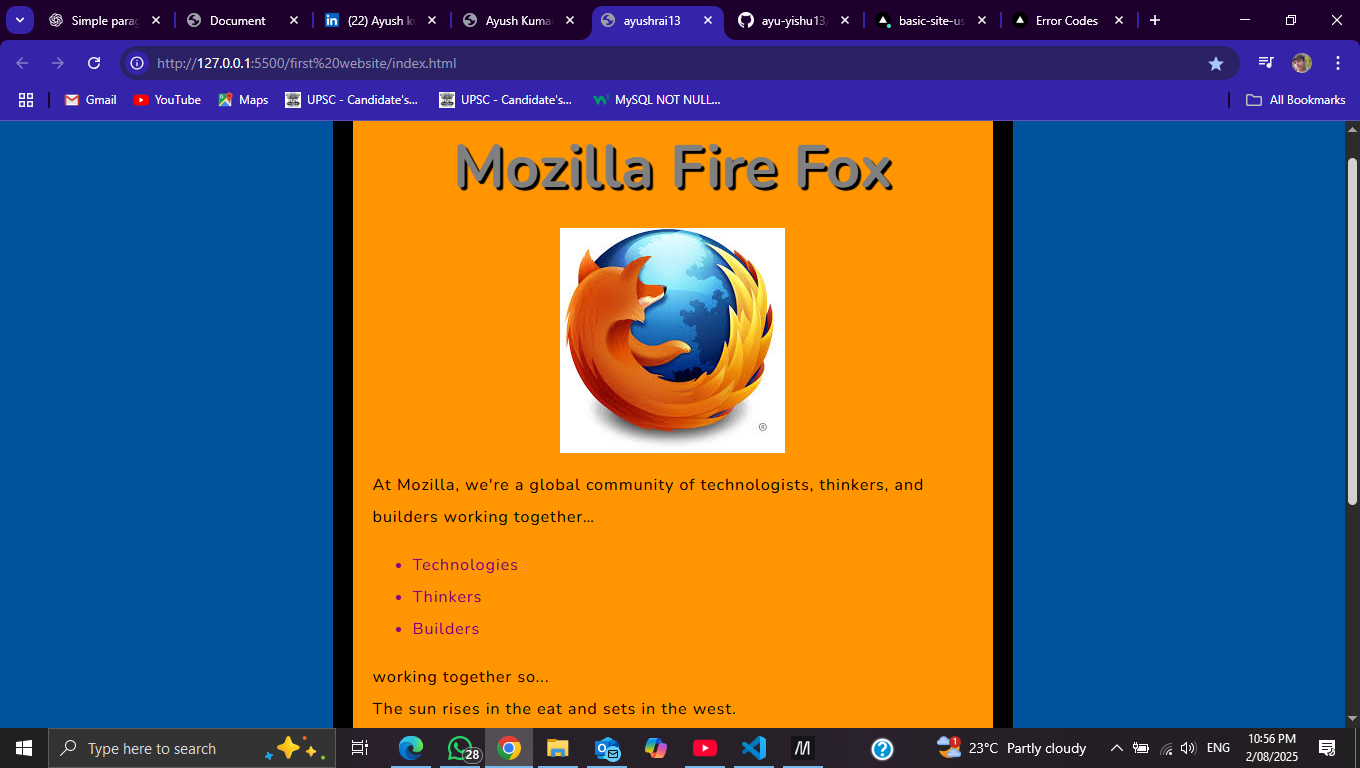 Simple parag
Document
(22) Ayush k
Ayush Kuma
ayushrai13
ayu-yishu13/
basic-site-us
Error Codes
http://127.0.0.1:5500/first%20website/index.html
Gmail
YouTube
Maps
UPSC - Candidate's...
UPSC - Candidate's...
MySQL NOT NULL...
All Bookmarks
Mozilla Fire Fox
®
At Mozilla, we're a global community of technologists, thinkers, and
builders working together…
• Technologies
• Thinkers
• Builders
working together so...
The sun rises in the eat and sets in the west.
Type here to search
28
1
23°C Partly cloudy
ENG
10:56 PM
2/08/2025